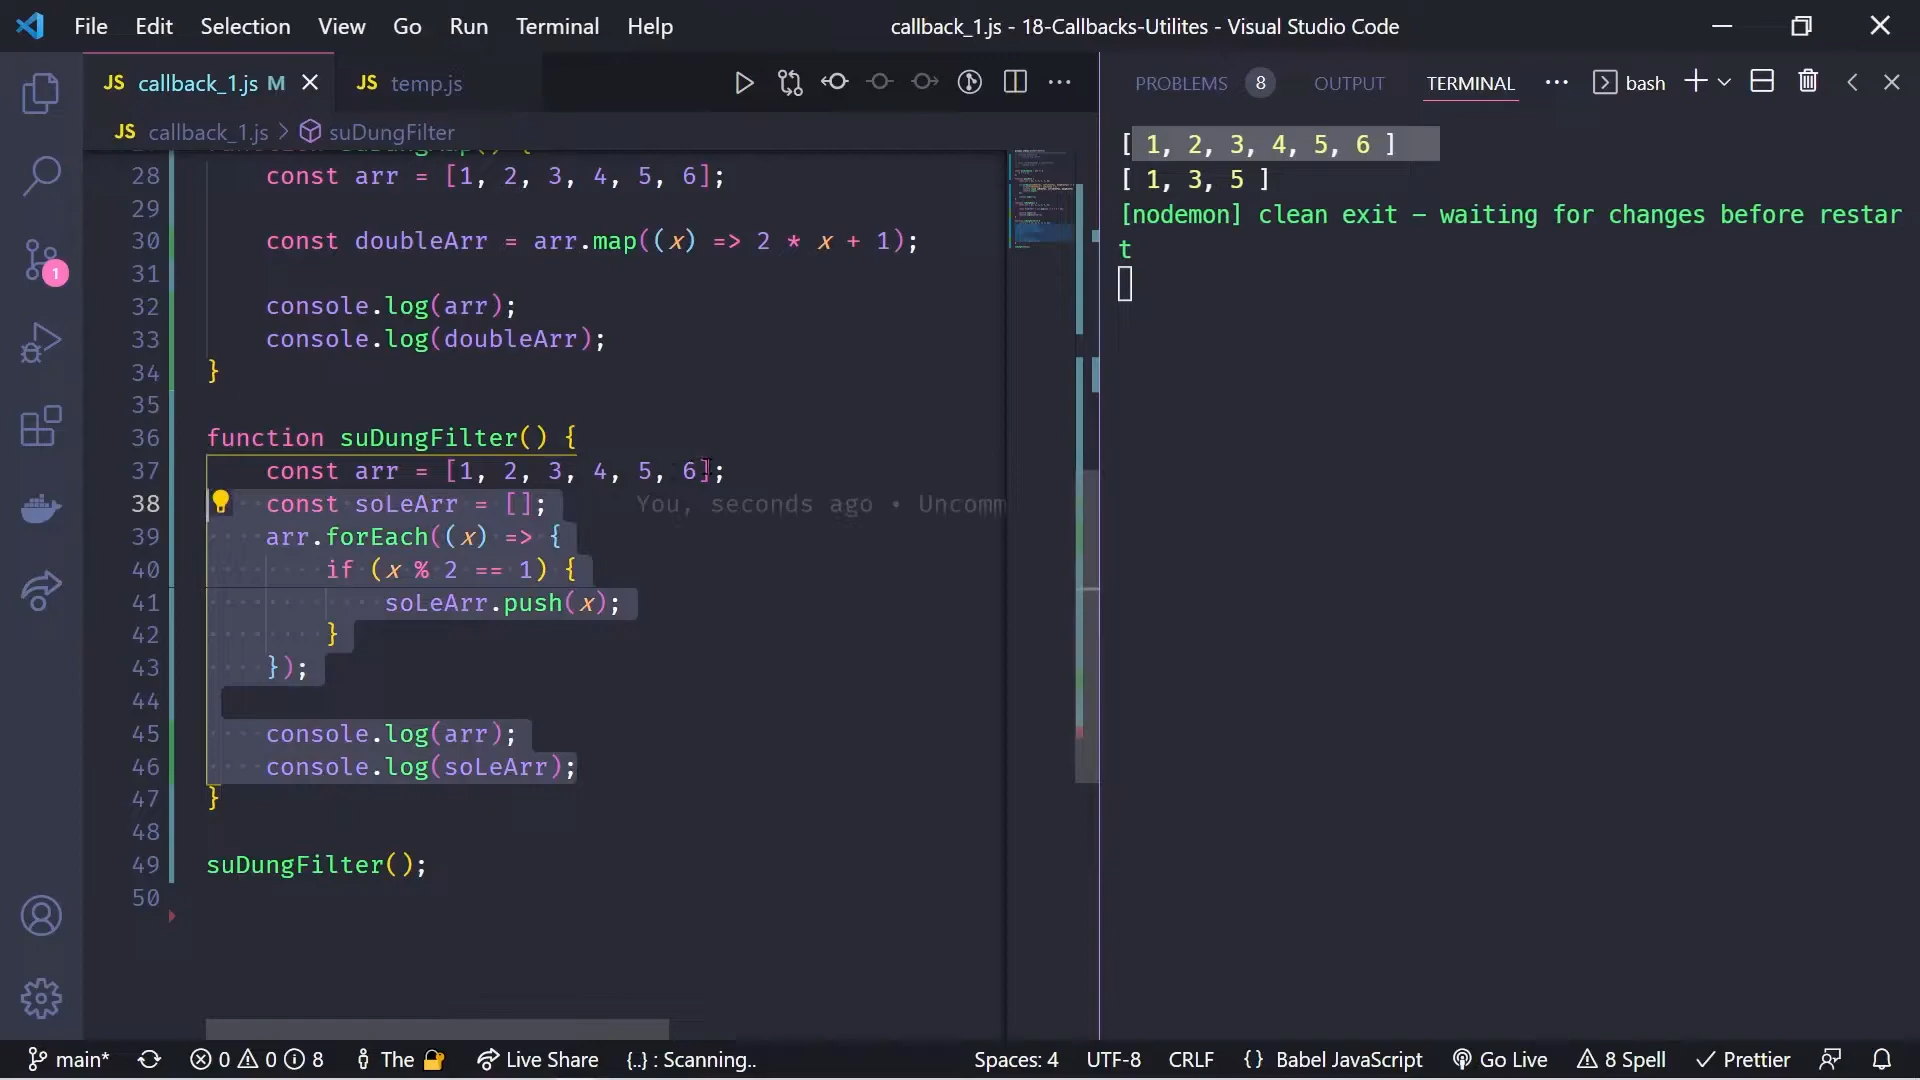 File Edit Selection View Go Run Terminal Help callback_1.js - 18-Callbacks-Utilites - Visual Studio Code
JS callback_1.js M JS temp.js
JS callback_1.js > suDungFilter
28 const arr = [1, 2, 3, 4, 5, 6];
29
30 const doubleArr = arr.map((x) => 2 * x + 1);
31
32 console.log(arr);
33 console.log(doubleArr);
34 }
35
36 function suDungFilter() {
37 const arr = [1, 2, 3, 4, 5, 6];
38 const soLeArr = []; You, seconds ago • Uncomm
39 arr.forEach((x) => {
40 if (x % 2 == 1) {
41 soLeArr.push(x);
42 }
43 });
44
45 console.log(arr);
46 console.log(soLeArr);
47 }
48
49 suDungFilter();
50
PROBLEMS 8 OUTPUT TERMINAL ... bash
[ 1, 2, 3, 4, 5, 6 ]
[ 1, 3, 5 ]
[nodemon] clean exit - waiting for changes before restar
t
1
main* 0 0 8 The Live Share {..} : Scanning.. Spaces: 4 UTF-8 CRLF {} Babel JavaScript Go Live 8 Spell Prettier